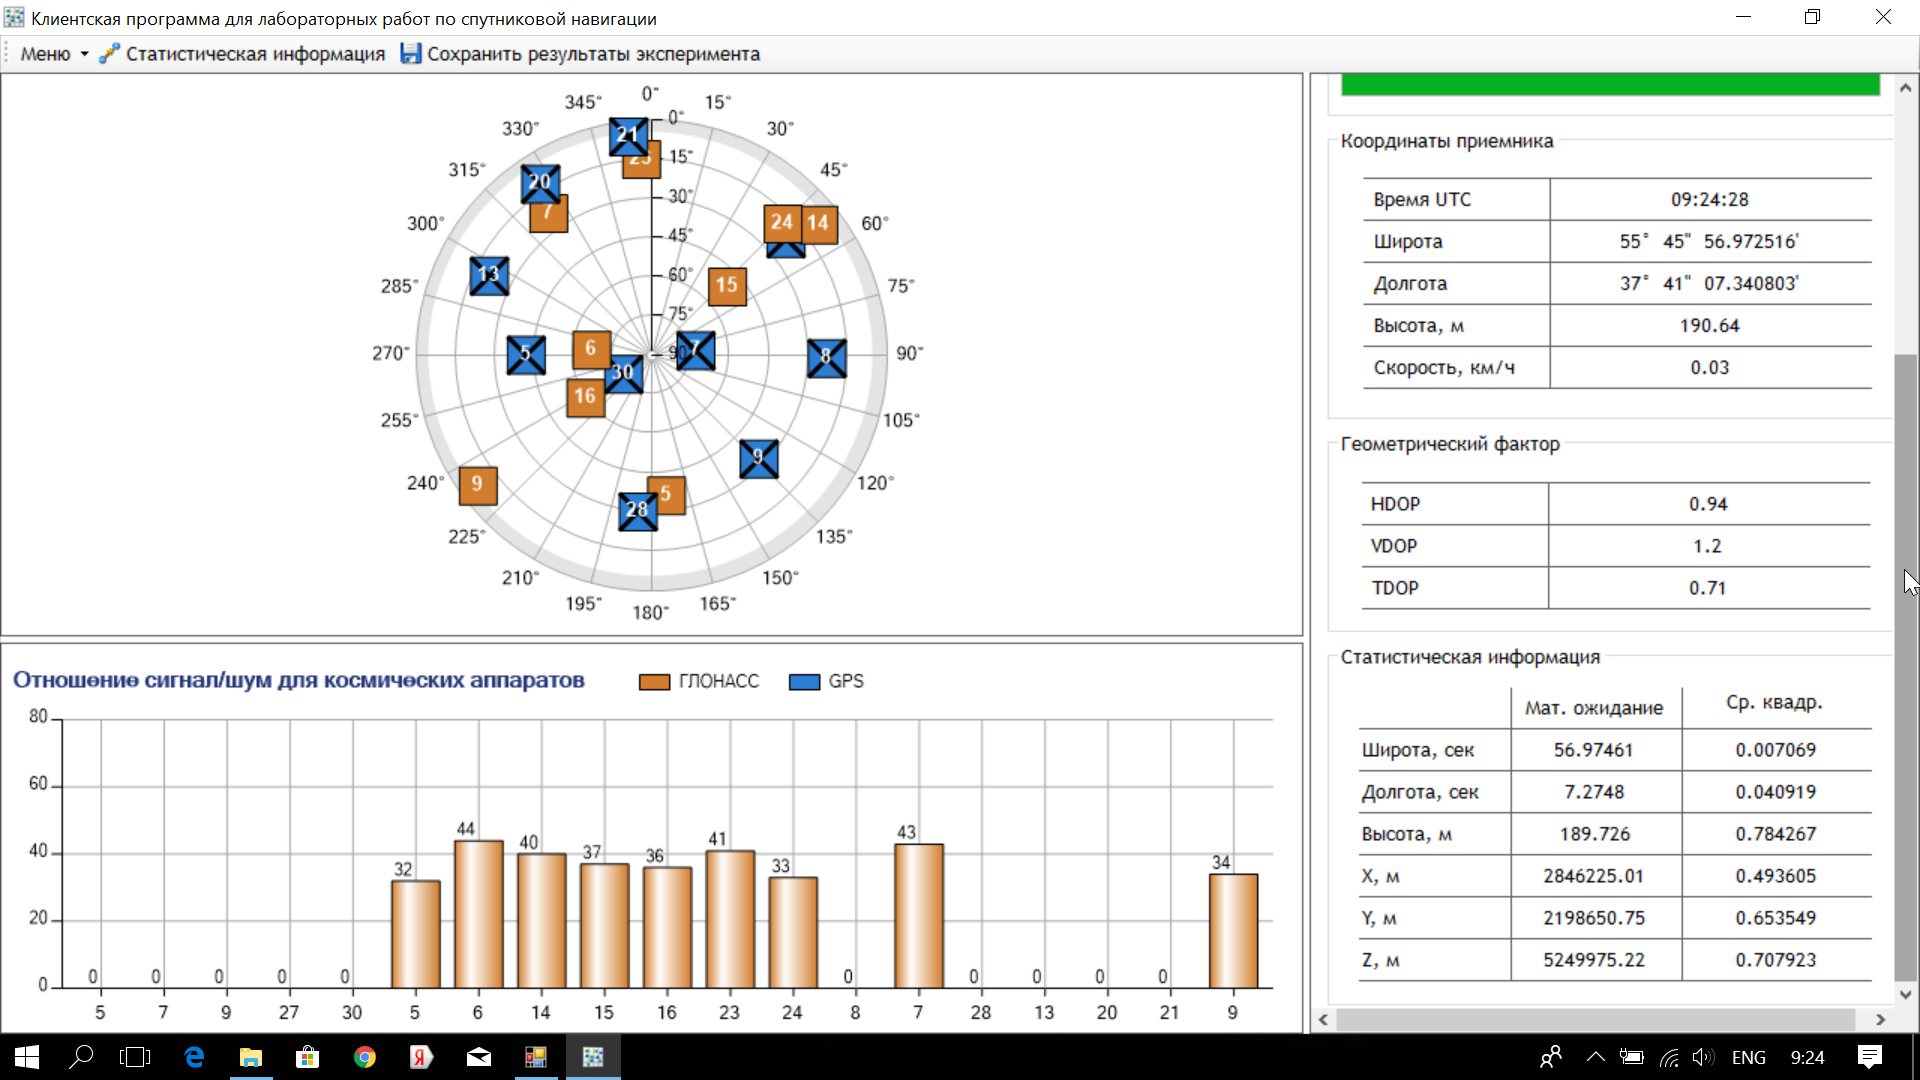 Клиентская программа для лабораторных работ по спутниковой навигации
Меню Статистическая информация Сохранить результаты эксперимента
0°
15°
30°
45°
60°
75°
90°
105°
120°
135°
150°
165°
180°
195°
210°
225°
240°
255°
270°
285°
300°
315°
330°
345°
0°
15°
30°
45°
60°
75°
90
21
20
7
24 14
13
15
5
6
7
8
30
16
9
9
5
28
Отношение сигнал/шум для космических аппаратов
ГЛОНАСС GPS
80
60
40
20
0
0 0 0 0 0 32 44 40 37 36 41 33 0 43 0 0 0 0 34
5 7 9 27 30 5 6 14 15 16 23 24 8 7 28 13 20 21 9
Координаты приемника
Время UTC 09:24:28
Широта 55° 45" 56.972516'
Долгота 37° 41" 07.340803'
Высота, м 190.64
Скорость, км/ч 0.03
Геометрический фактор
HDOP 0.94
VDOP 1.2
TDOP 0.71
Статистическая информация
Мат. ожидание Ср. квадр.
Широта, сек 56.97461 0.007069
Долгота, сек 7.2748 0.040919
Высота, м 189.726 0.784267
X, м 2846225.01 0.493605
Y, м 2198650.75 0.653549
Z, м 5249975.22 0.707923
ENG 9:24